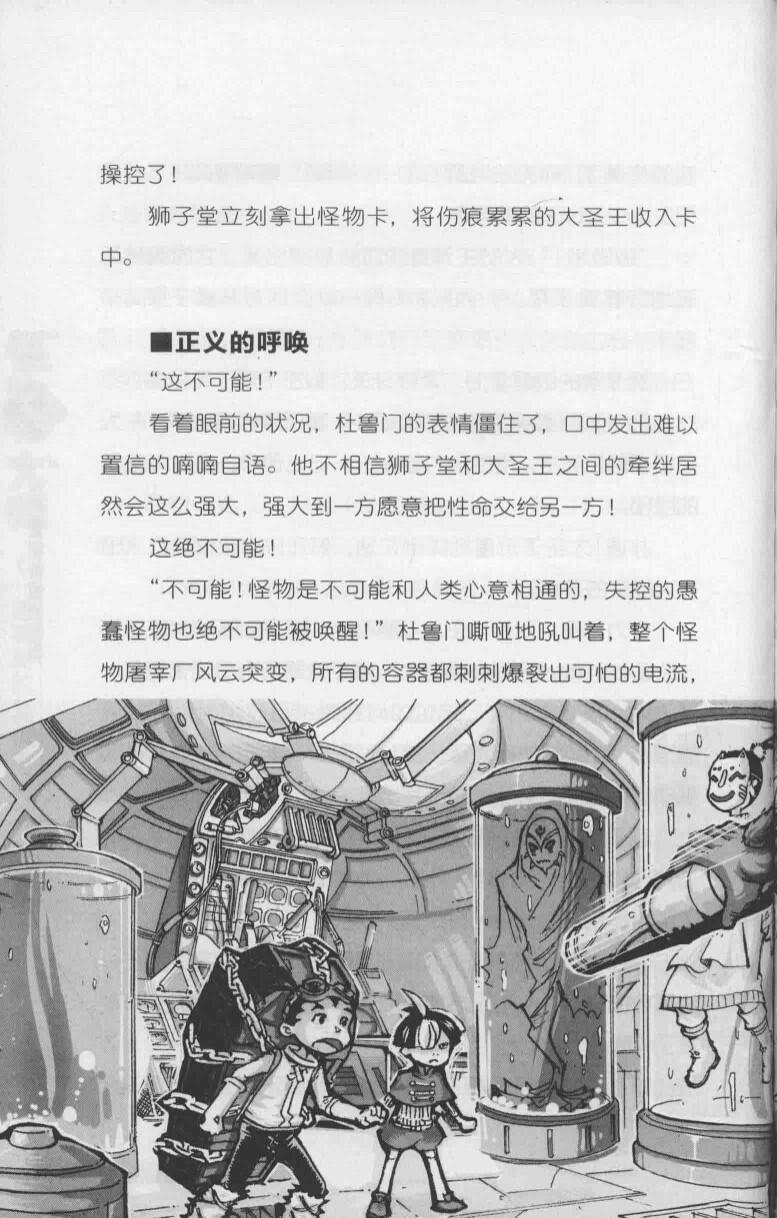 操控了！
狮子堂立刻拿出怪物卡，将伤痕累累的大圣王收入卡
中。
■正义的呼唤
“这不可能！”
看着眼前的状况，杜鲁门的表情僵住了，口中发出难以
置信的喃喃自语。他不相信狮子堂和大圣王之间的牵绊居
然会这么强大，强大到一方愿意把性命交给另一方！
这绝不可能！
“不可能！怪物是不可能和人类心意相通的，失控的愚
蠢怪物也绝不可能被唤醒！”杜鲁门嘶哑地吼叫着，整个怪
物屠宰厂风云突变，所有的容器都刺刺爆裂出可怕的电流，